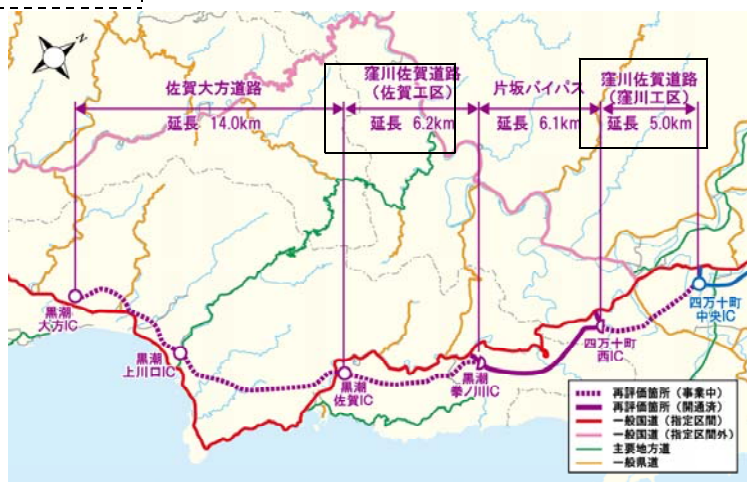 N
佐賀大方道路
延長 14.0km
窪川佐賀道路
(佐賀工区)
延長 6.2km
片坂バイパス
延長 6.1km
窪川佐賀道路
(窪川工区)
延長 5.0km
黒潮
大方IC
黒潮
上川口IC
黒潮
佐賀IC
黒潮
拳ノ川IC
四万十町
西IC
四万十町
中央IC
再評価箇所(事業中)
再評価箇所(開通済)
一般国道(指定区間)
一般国道(指定区間外)
主要地方道
一般県道